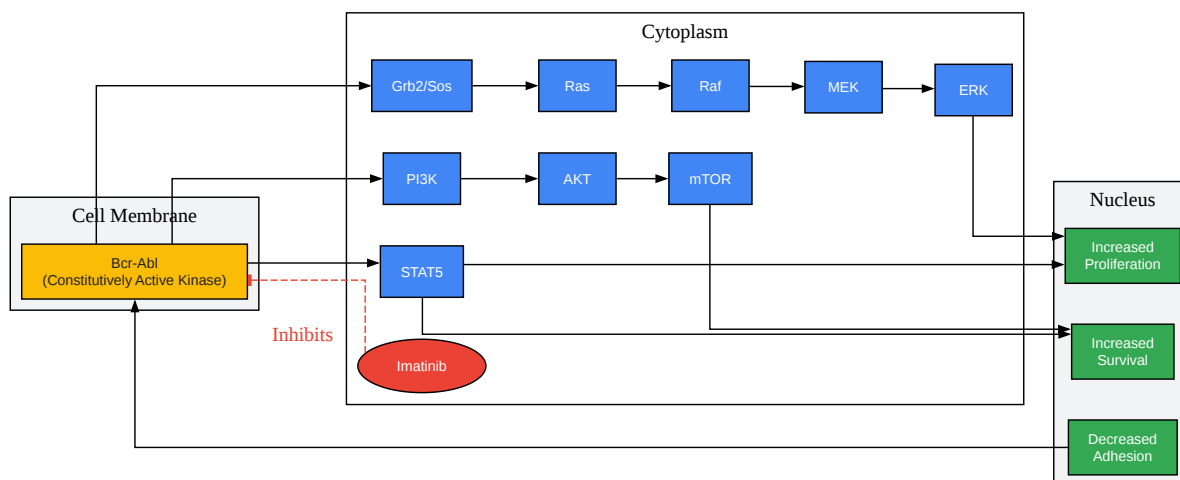 Cytoplasm
Grb2/Sos
Ras
Raf
MEK
ERK
PI3K
AKT
mTOR
Nucleus
Cell Membrane
Increased
Proliferation
Bcr-Abl
(Constitutively Active Kinase)
STAT5
Inhibits
Imatinib
Increased
Survival
Decreased
Adhesion